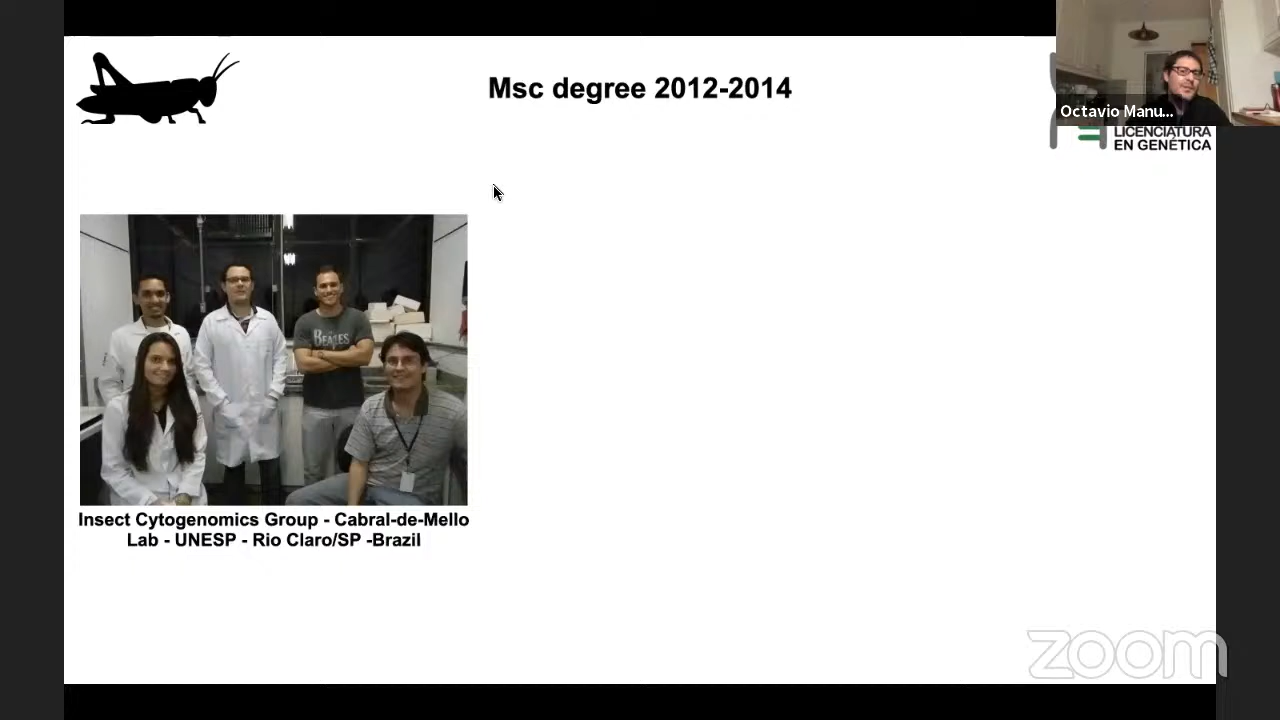 Msc degree 2012-2014
Octavio Manu...
LICENCIATURA
EN GENÉTICA
BEATLES
Insect Cytogenomics Group - Cabral-de-Mello
Lab - UNESP - Rio Claro/SP -Brazil
zoom